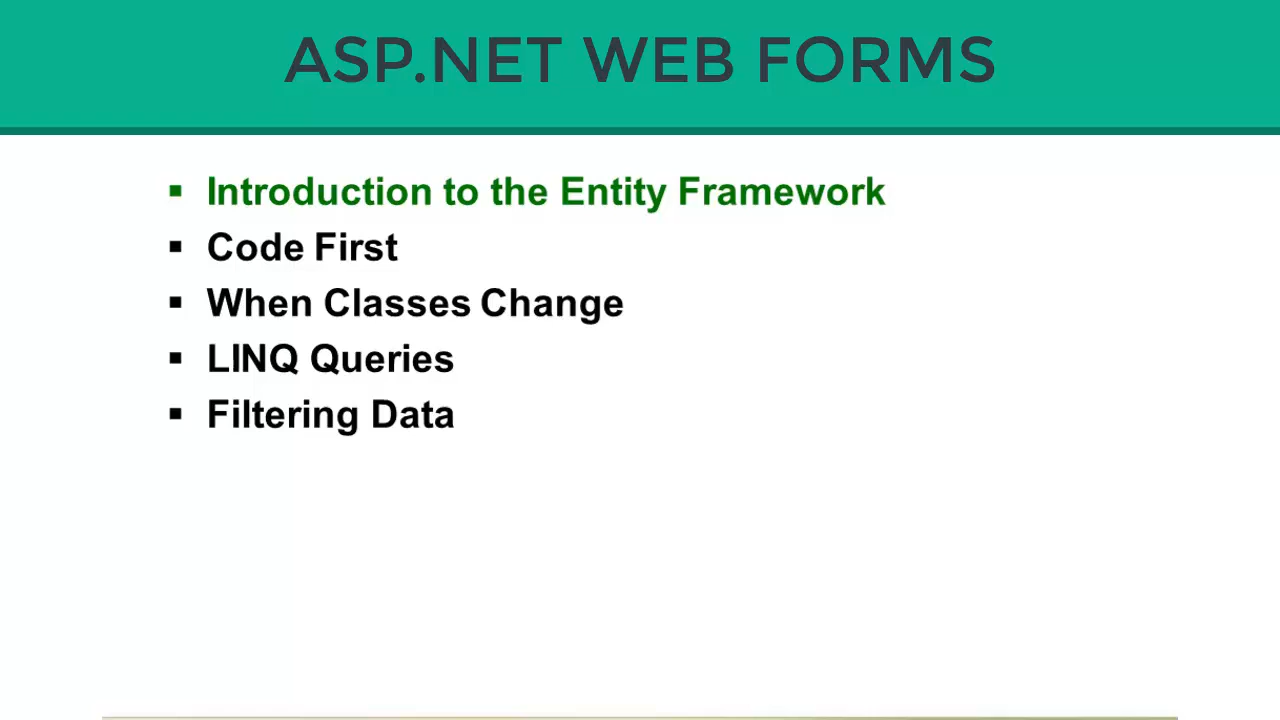 ASP.NET WEB FORMS
▪ Introduction to the Entity Framework
▪ Code First
▪ When Classes Change
▪ LINQ Queries
▪ Filtering Data